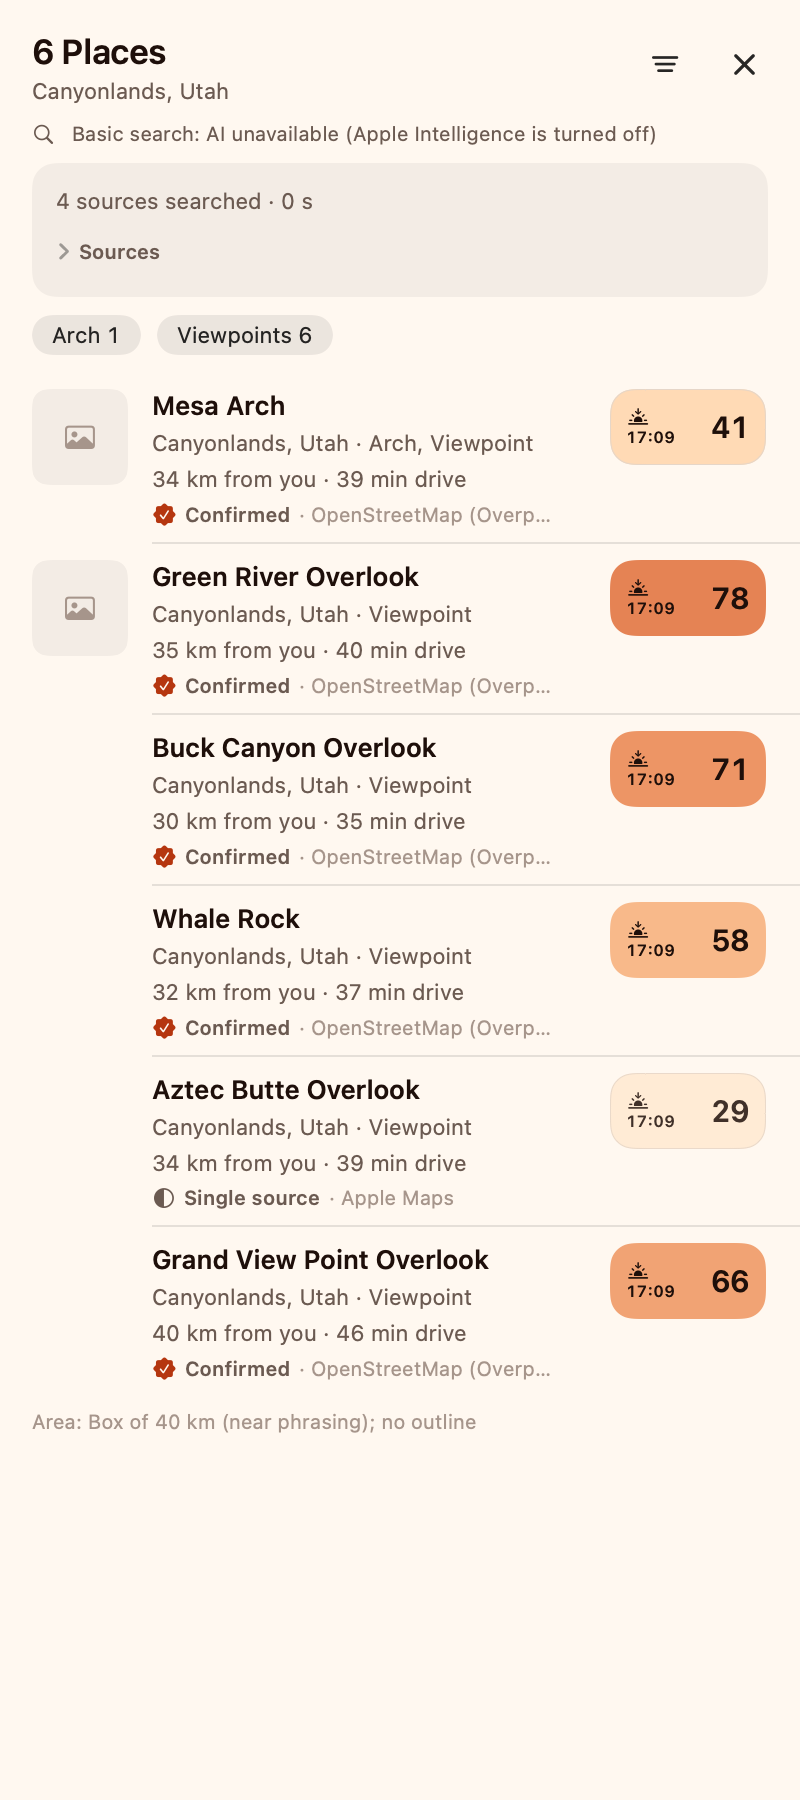 6 Places
Canyonlands, Utah
Basic search: AI unavailable (Apple Intelligence is turned off)
4 sources searched · 0 s
Sources
Arch 1
Viewpoints 6
Mesa Arch
Canyonlands, Utah · Arch, Viewpoint
34 km from you · 39 min drive
Confirmed · OpenStreetMap (Overp…
17:09
41
Green River Overlook
Canyonlands, Utah · Viewpoint
35 km from you · 40 min drive
Confirmed · OpenStreetMap (Overp…
17:09
78
Buck Canyon Overlook
Canyonlands, Utah · Viewpoint
30 km from you · 35 min drive
Confirmed · OpenStreetMap (Overp…
17:09
71
Whale Rock
Canyonlands, Utah · Viewpoint
32 km from you · 37 min drive
Confirmed · OpenStreetMap (Overp…
17:09
58
Aztec Butte Overlook
Canyonlands, Utah · Viewpoint
34 km from you · 39 min drive
Single source · Apple Maps
17:09
29
Grand View Point Overlook
Canyonlands, Utah · Viewpoint
40 km from you · 46 min drive
Confirmed · OpenStreetMap (Overp…
17:09
66
Area: Box of 40 km (near phrasing); no outline